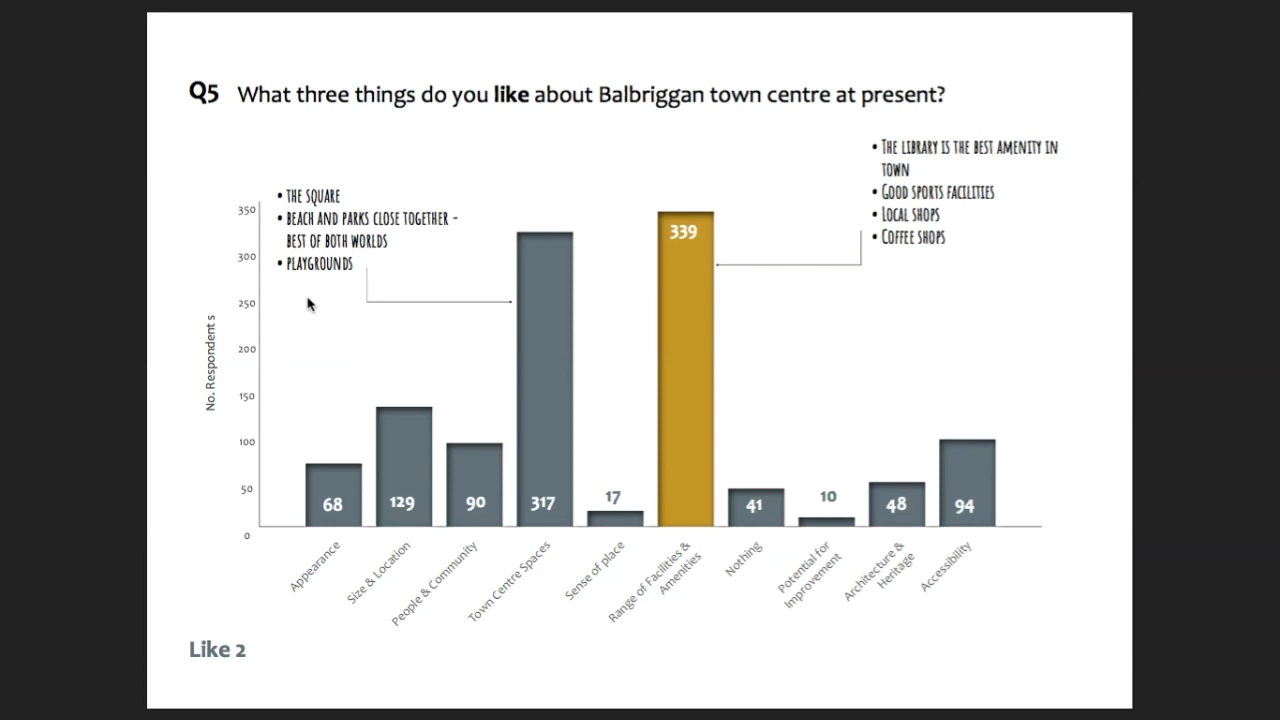 Q5 What three things do you like about Balbriggan town centre at present?
• THE LIBRARY IS THE BEST AMENITY IN
TOWN
• GOOD SPORTS FACILITIES
• LOCAL SHOPS
• COFFEE SHOPS
• THE SQUARE
• BEACH AND PARKS CLOSE TOGETHER -
BEST OF BOTH WORLDS
• PLAYGROUNDS
No. Respondent s
350
300
250
200
150
100
50
0
68
129
90
317
17
339
41
10
48
94
Appearance
Size & Location
People & Community
Town Centre Spaces
Sense of place
Range of Facilities &
Amenities
Nothing
Potential for
Improvement
Architecture &
Heritage
Accessibility
Like 2